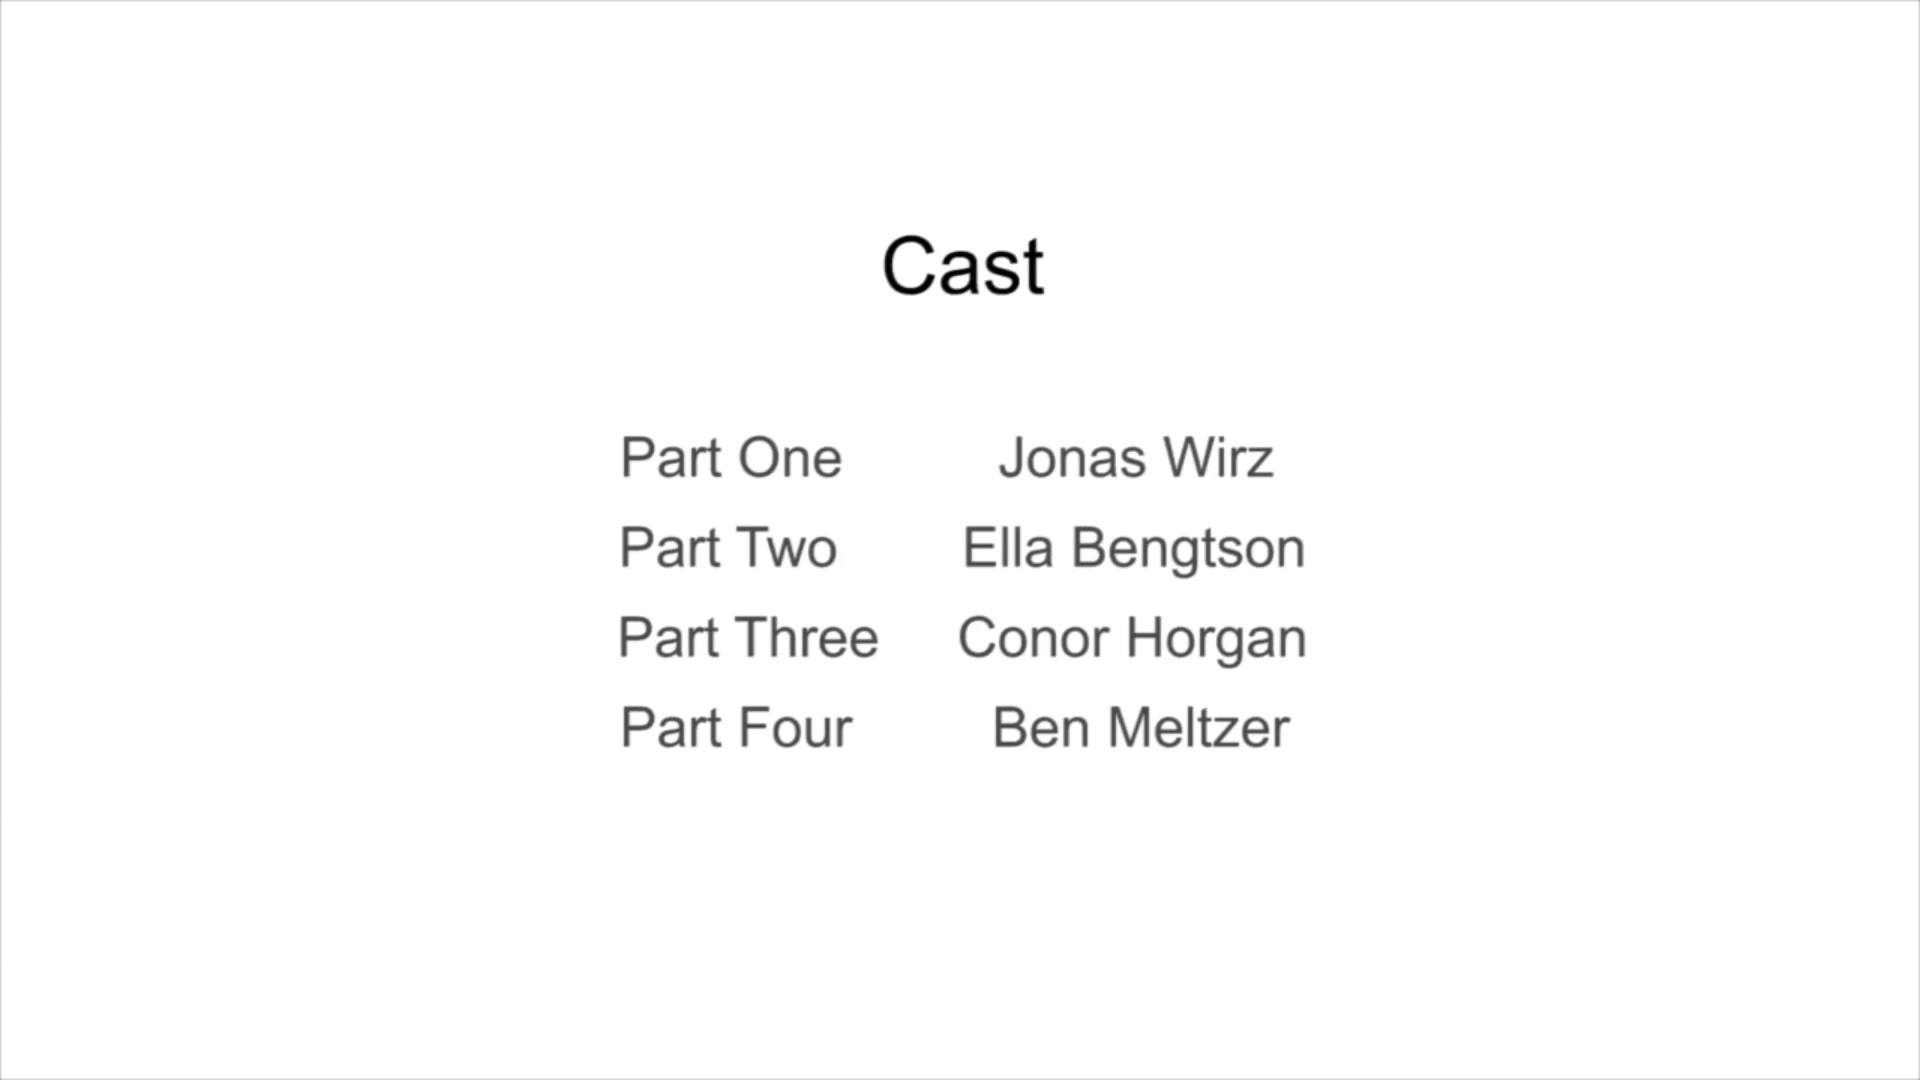 Cast
Part One Jonas Wirz
Part Two Ella Bengtson
Part Three Conor Horgan
Part Four Ben Meltzer